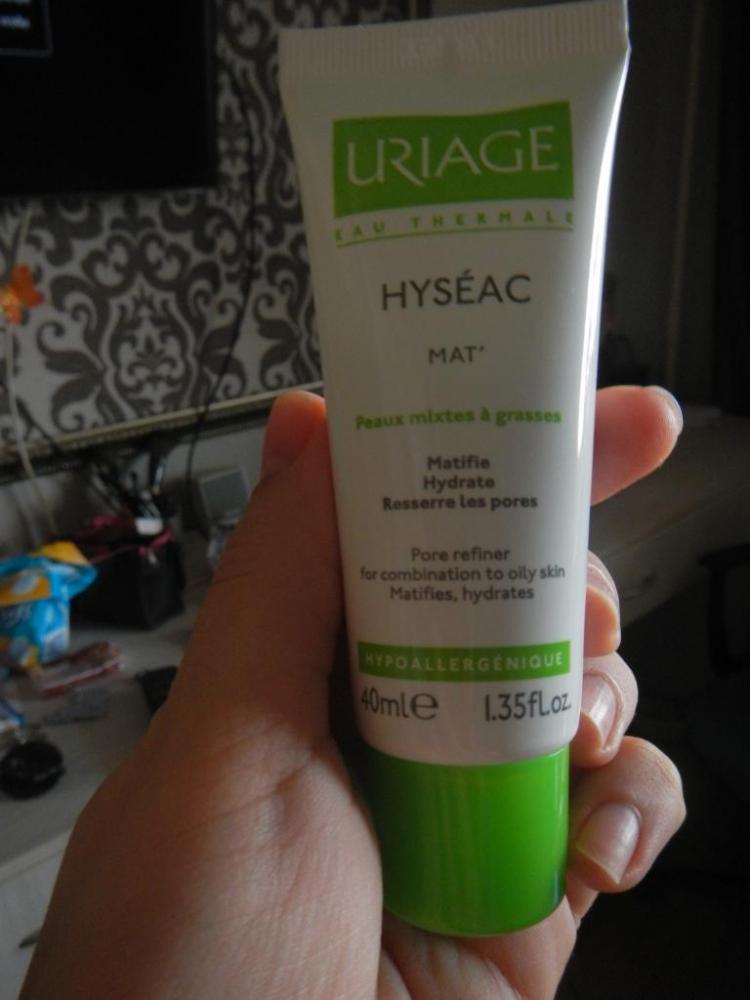 URIAGE
EAU THERMALE
HYSÉAC
MAT'
Peaux mixtes à grasses
Matifie
Hydrate
Resserre les pores
Pore refiner
for combination to oily skin
Matifies, hydrates
HYPOALLERGÉNIQUE
40ml℮ 1.35fl.oz.